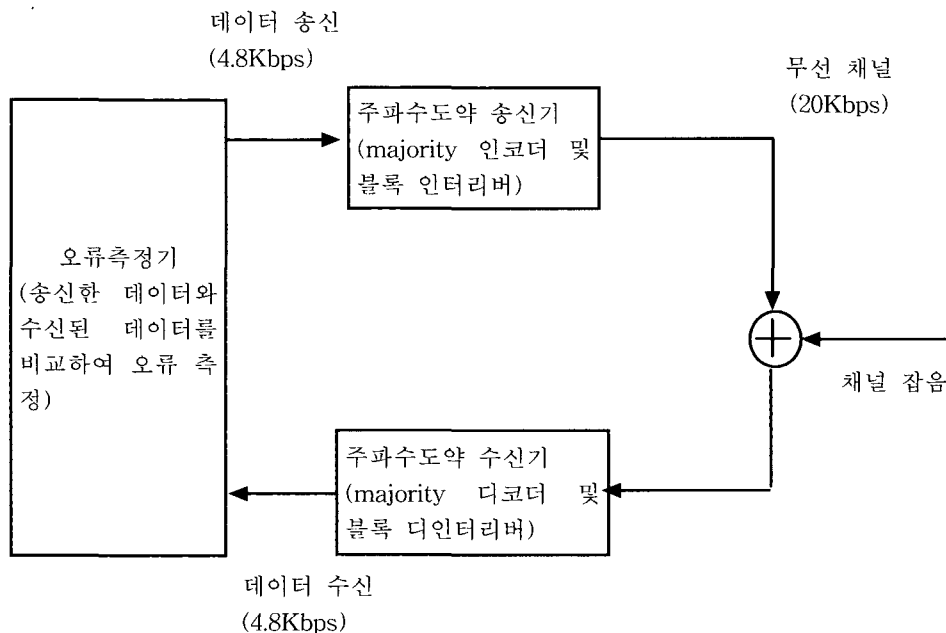 데이터 송신
(4.8Kbps)
무선 채널
(20Kbps)
주파수도약 송신기
(majority 인코더 및
블록 인터리버)
오류측정기
(송신한 데이터와
수신된 데이터를
비교하여 오류 측
정)
채널 잡음
주파수도약 수신기
(majority 디코더 및
블록 디인터리버)
데이터 수신
(4.8Kbps)